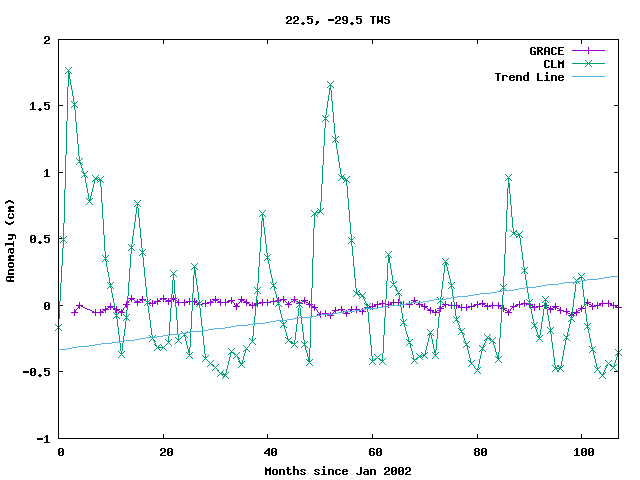 22.5, -29.5 TWS
GRACE
CLM
Trend Line
2
1.5
1
0.5
0
-0.5
-1
Anomaly (cm)
0 20 40 60 80 100
Months since Jan 2002